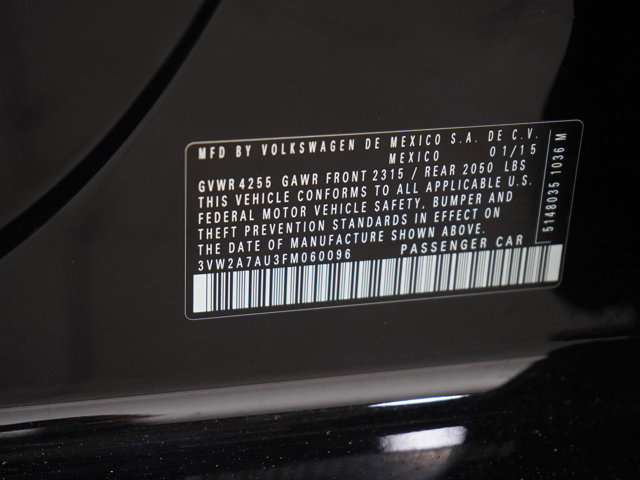 MFD BY VOLKSWAGEN DE MEXICO S.A. DE C.V.
MEXICO 01/15
GVWR 4255 GAWR FRONT 2315 / REAR 2050 LBS
THIS VEHICLE CONFORMS TO ALL APPLICABLE U.S.
FEDERAL MOTOR VEHICLE SAFETY, BUMPER AND
THEFT PREVENTION STANDARDS IN EFFECT ON
THE DATE OF MANUFACTURE SHOWN ABOVE.
3VW2A7AU3FM060096 PASSENGER CAR
5148035 1036 M